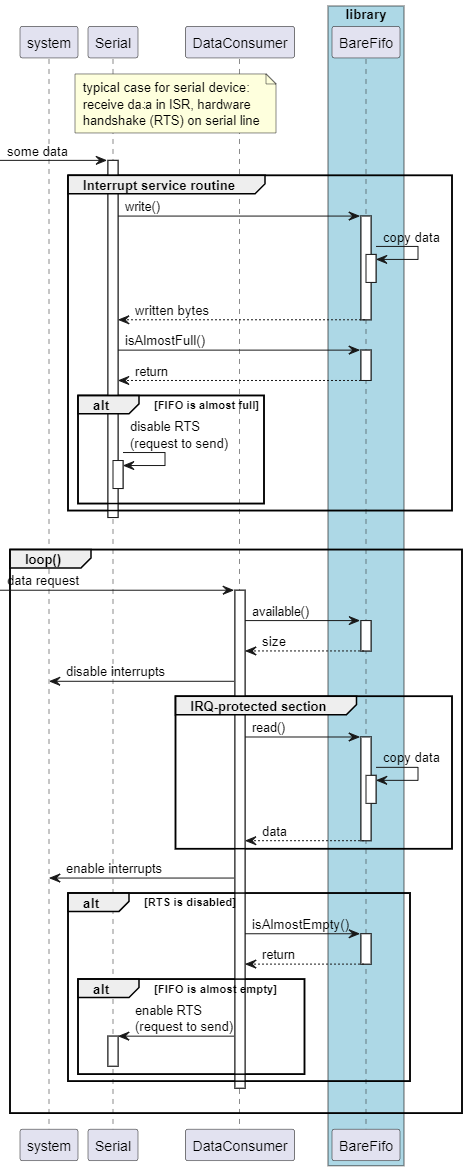 library
system Serial DataConsumer BareFifo
typical case for serial device:
receive data in ISR, hardware
handshake (RTS) on serial line
some data
Interrupt service routine
write()
copy data
written bytes
isAlmostFull()
return
alt [FIFO is almost full]
disable RTS
(request to send)
loop()
data request
available()
size
disable interrupts
IRQ-protected section
read()
copy data
data
enable interrupts
alt [RTS is disabled]
isAlmostEmpty()
return
alt [FIFO is almost empty]
enable RTS
(request to send)
system Serial DataConsumer BareFifo